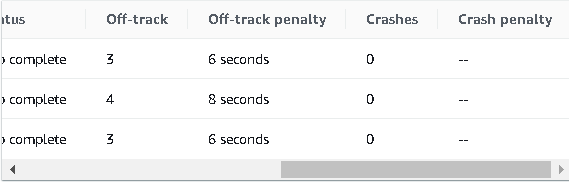 atus Off-track Off-track penalty Crashes Crash penalty
complete 3 6 seconds 0 --
complete 4 8 seconds 0 --
complete 3 6 seconds 0 --